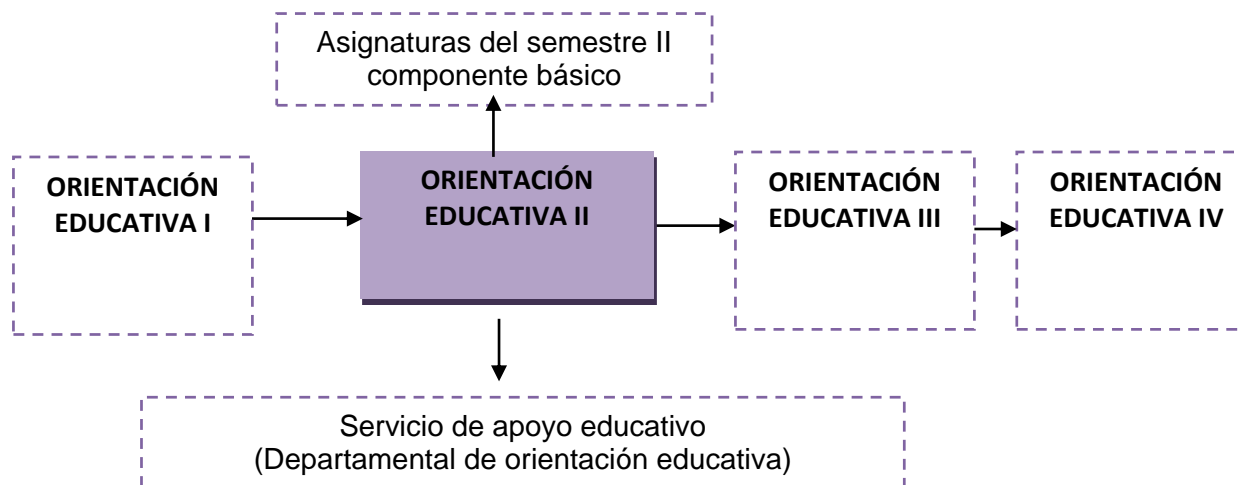 Asignaturas del semestre II
componente básico
ORIENTACIÓN
EDUCATIVA I
ORIENTACIÓN
EDUCATIVA II
ORIENTACIÓN
EDUCATIVA III
ORIENTACIÓN
EDUCATIVA IV
Servicio de apoyo educativo
(Departamental de orientación educativa)